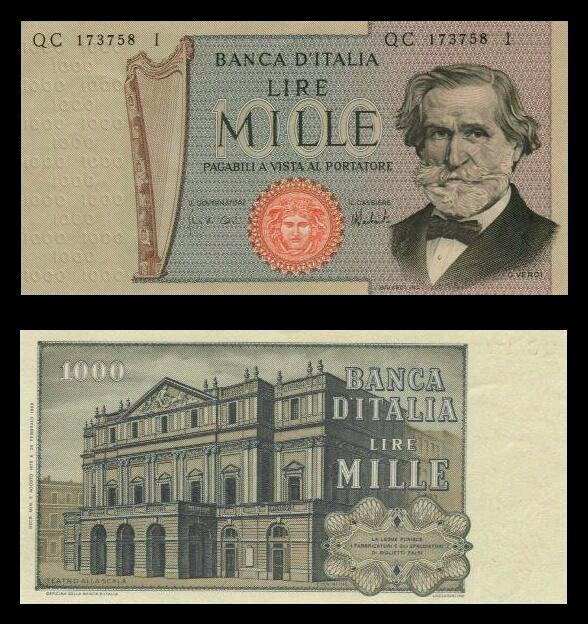 QC 173758 I
QC 173758 I
BANCA D'ITALIA
LIRE
1000
MILLE
PAGABILI A VISTA AL PORTATORE
IL GOVERNATORE
IL CASSIERE
G. VERDI
1000
BANCA
D'ITALIA
LIRE
MILLE
LA LEGGE PUNISCE
I FABBRICATORI E GLI SPACCIATORI
DI BIGLIETTI FALSI
TEATRO ALLA SCALA
OFFICINA DELLA BANCA D'ITALIA